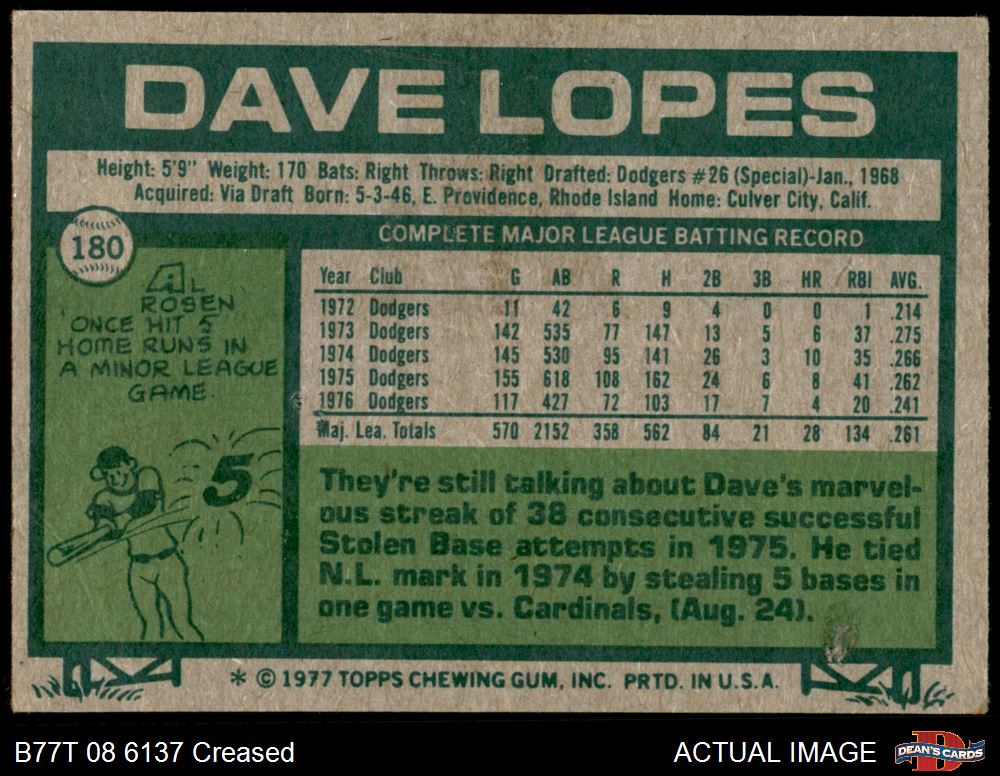 DAVE LOPES
Height: 5'9" Weight: 170 Bats: Right Throws: Right Drafted: Dodgers #26 (Special)-Jan., 1968
Acquired: Via Draft Born: 5-3-46, E. Providence, Rhode Island Home: Culver City, Calif.
180
AL
ROSEN
ONCE HIT 5
HOME RUNS IN
A MINOR LEAGUE
GAME.
5
COMPLETE MAJOR LEAGUE BATTING RECORD
Year Club G AB R H 2B 3B HR RBI AVG.
1972 Dodgers 11 42 6 9 4 0 0 1 .214
1973 Dodgers 142 535 77 147 13 5 6 37 .275
1974 Dodgers 145 530 95 141 26 3 10 35 .266
1975 Dodgers 155 618 108 162 24 6 8 41 .262
1976 Dodgers 117 427 72 103 17 7 4 20 .241
Maj. Lea. Totals 570 2152 358 562 84 21 28 134 .261
They're still talking about Dave's marvel-
ous streak of 38 consecutive successful
Stolen Base attempts in 1975. He tied
N.L. mark in 1974 by stealing 5 bases in
one game vs. Cardinals, (Aug. 24).
* © 1977 TOPPS CHEWING GUM, INC. PRTD. IN U.S.A.
B77T 08 6137 Creased
ACTUAL IMAGE
DEAN'S CARDS